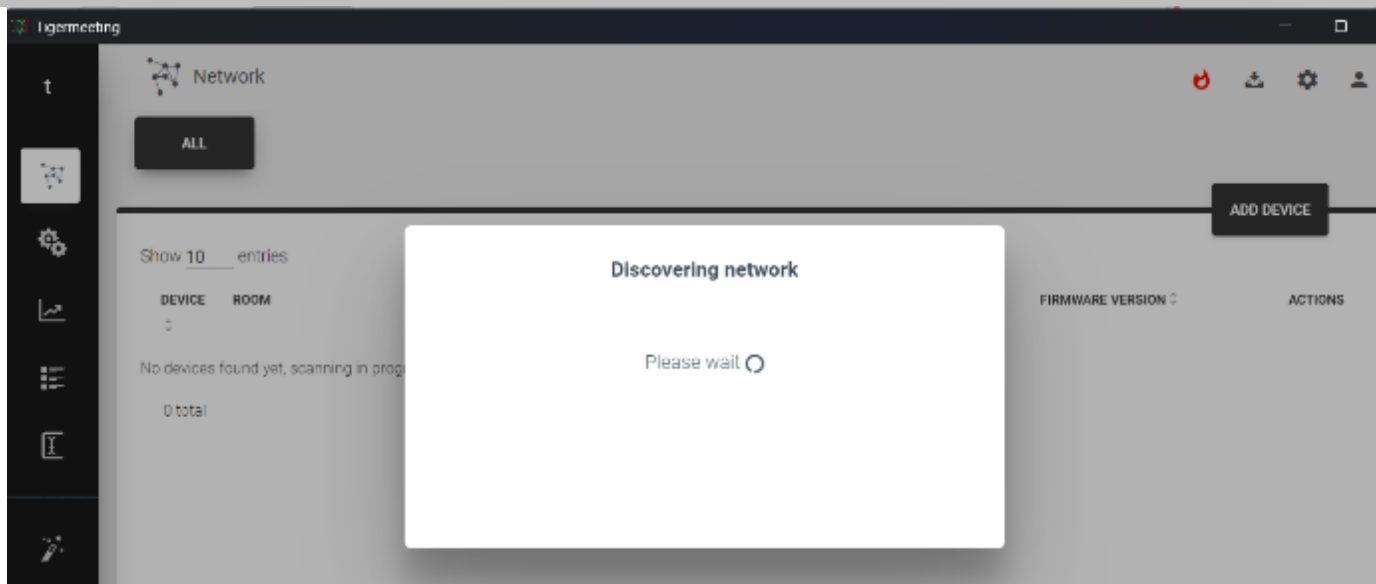 Tigermeeting
t
Network
ALL
ADD DEVICE
Show 10 entries
Discovering network
DEVICE ROOM FIRMWARE VERSION ACTIONS
Please wait
No devices found yet, scanning in prog
0 total